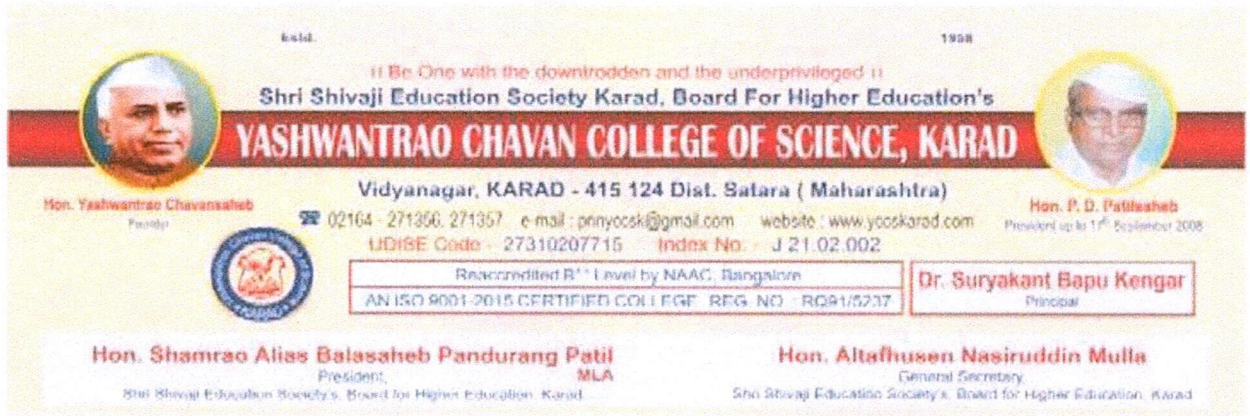 Estd. 1958
।। Be One with the downtrodden and the underprivileged ।।
Shri Shivaji Education Society Karad, Board For Higher Education's
YASHWANTRAO CHAVAN COLLEGE OF SCIENCE, KARAD
Vidyanagar, KARAD - 415 124 Dist. Satara ( Maharashtra)
Hon. Yashwantrao Chavansaheb
Founder
Hon. P. D. Patilsaheb
President up to 17th September 2008
☎ 02164 - 271356, 271357 e-mail : prinycsk@gmail.com website : www.ycskarad.com
UDISE Code - 27310207715 Index No. - J 21.02.002
Reaccredited B++ Level by NAAC, Bangalore
AN ISO 9001-2015 CERTIFIED COLLEGE REG. NO. : RQ91/5237
Dr. Suryakant Bapu Kengar
Principal
Hon. Shamrao Alias Balasaheb Pandurang Patil
President, MLA
Shri Shivaji Education Society's, Board for Higher Education, Karad
Hon. Altafhusen Nasiruddin Mulla
General Secretary,
Shri Shivaji Education Society's, Board for Higher Education, Karad